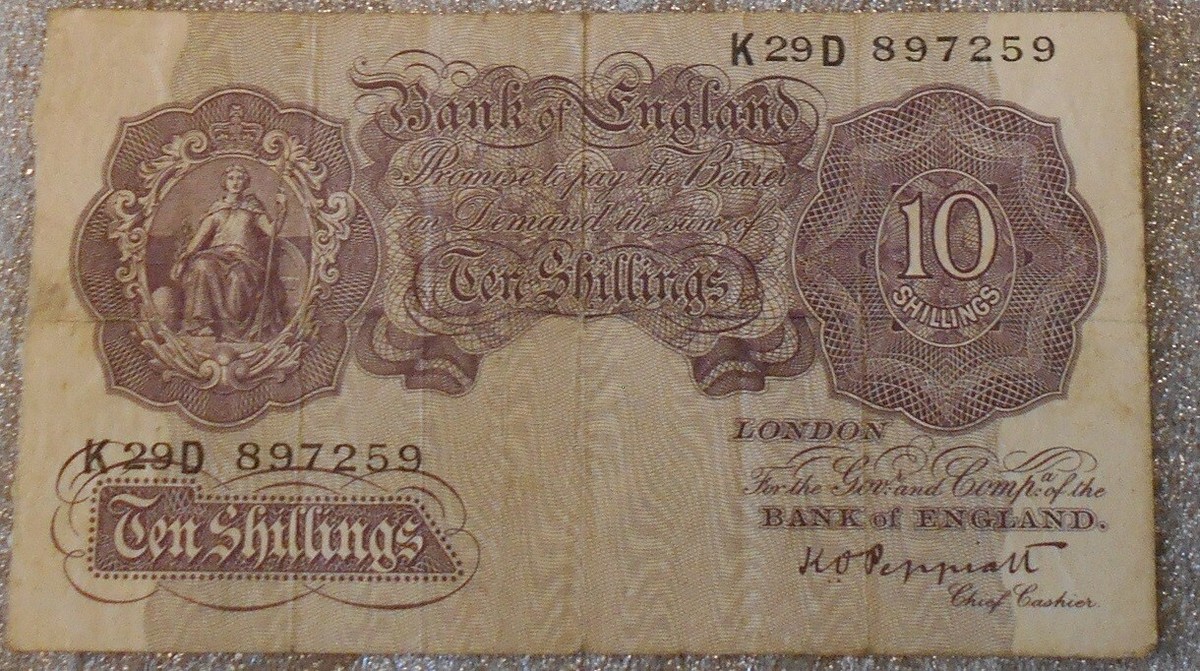 K29D 897259
Bank of England
Promise to pay the Bearer
on Demand the sum of
Ten Shillings
10
SHILLINGS
K29D 897259
Ten Shillings
LONDON
For the Govr. and Compa. of the
BANK of ENGLAND.
K O Peppiatt
Chief Cashier.